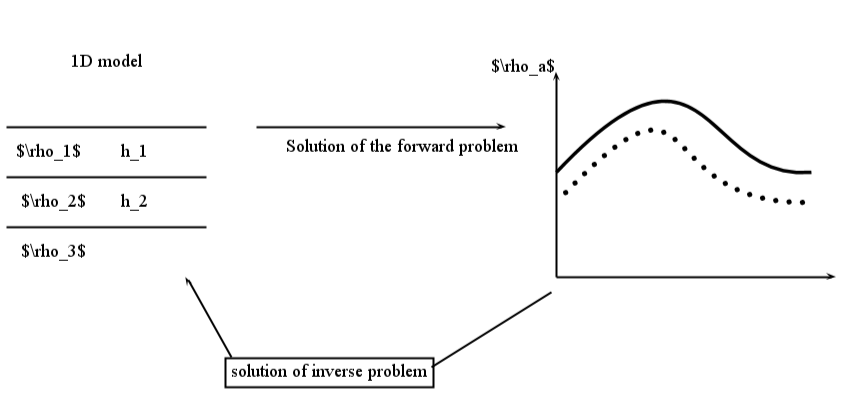 1D model
$\rho_a$
$\rho_1$ h_1
Solution of the forward problem
$\rho_2$ h_2
$\rho_3$
solution of inverse problem